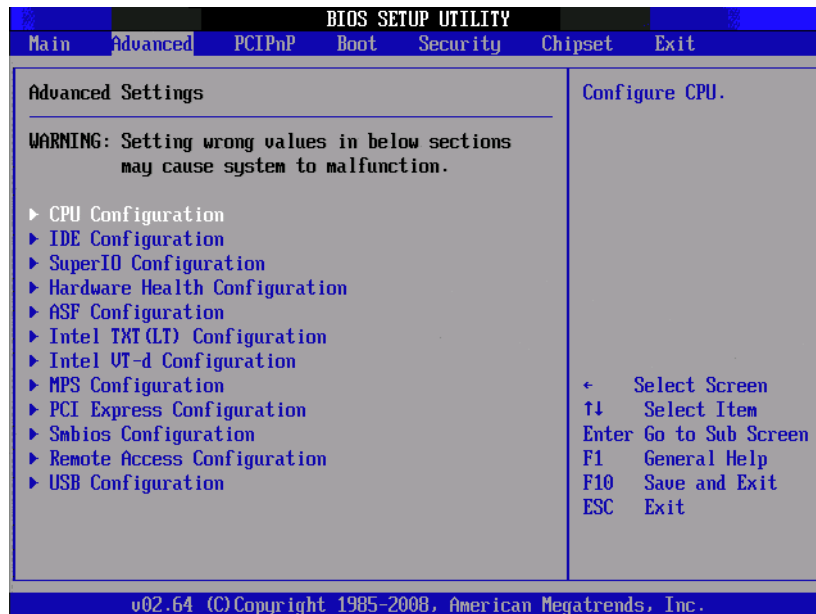 BIOS SETUP UTILITY
Main Advanced PCIPnP Boot Security Chipset Exit
Advanced Settings
WARNING: Setting wrong values in below sections
may cause system to malfunction.
▶ CPU Configuration
▶ IDE Configuration
▶ SuperIO Configuration
▶ Hardware Health Configuration
▶ ASF Configuration
▶ Intel TXT(LT) Configuration
▶ Intel VT-d Configuration
▶ MPS Configuration
▶ PCI Express Configuration
▶ Smbios Configuration
▶ Remote Access Configuration
▶ USB Configuration
Configure CPU.
← Select Screen
↑↓ Select Item
Enter Go to Sub Screen
F1 General Help
F10 Save and Exit
ESC Exit
v02.64 (C)Copyright 1985-2008, American Megatrends, Inc.